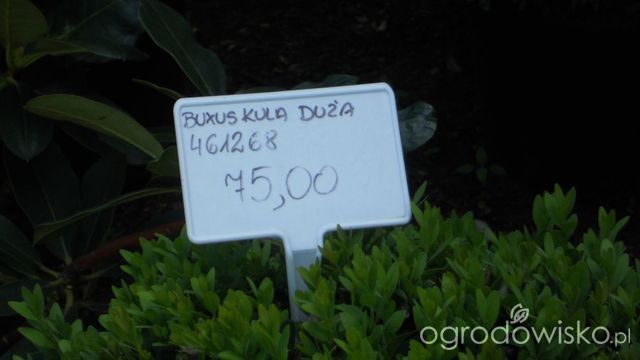 BUXUS KULA DUŻA
461268
75,00
ogrodowisko.pl